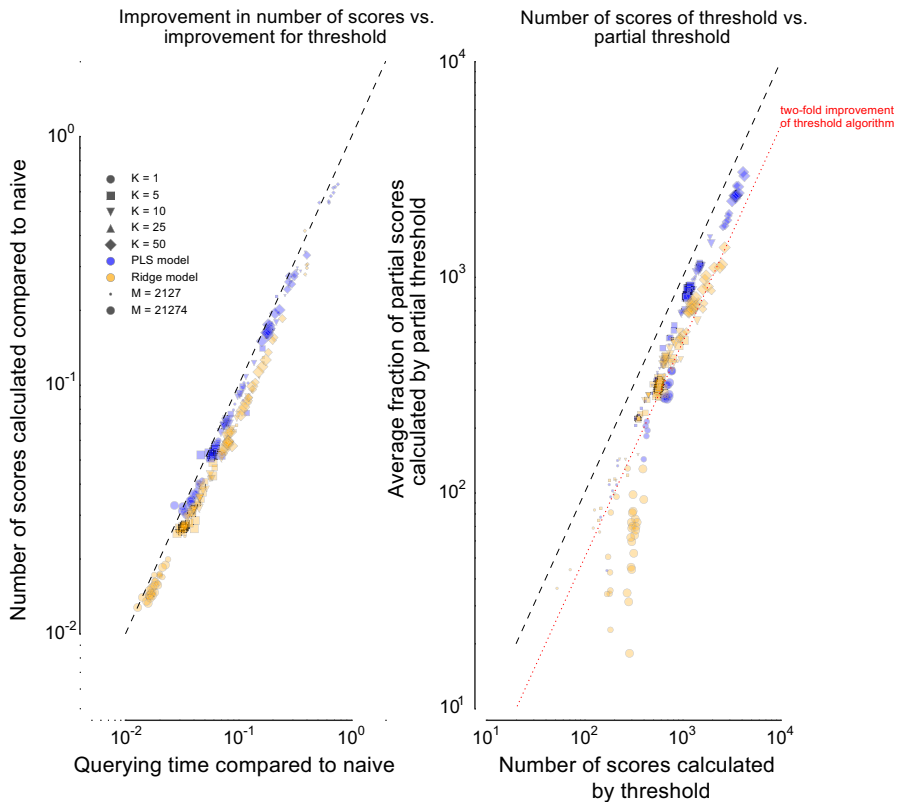 Improvement in number of scores vs.
improvement for threshold
Number of scores calculated compared to naive
10^0
10^-1
10^-2
K = 1
K = 5
K = 10
K = 25
K = 50
PLS model
Ridge model
M = 2127
M = 21274
10^-2
10^-1
10^0
Querying time compared to naive
Number of scores of threshold vs.
partial threshold
Average fraction of partial scores
calculated by partial threshold
10^4
10^3
10^2
10^1
two-fold improvement
of threshold algorithm
10^1
10^2
10^3
10^4
Number of scores calculated
by threshold